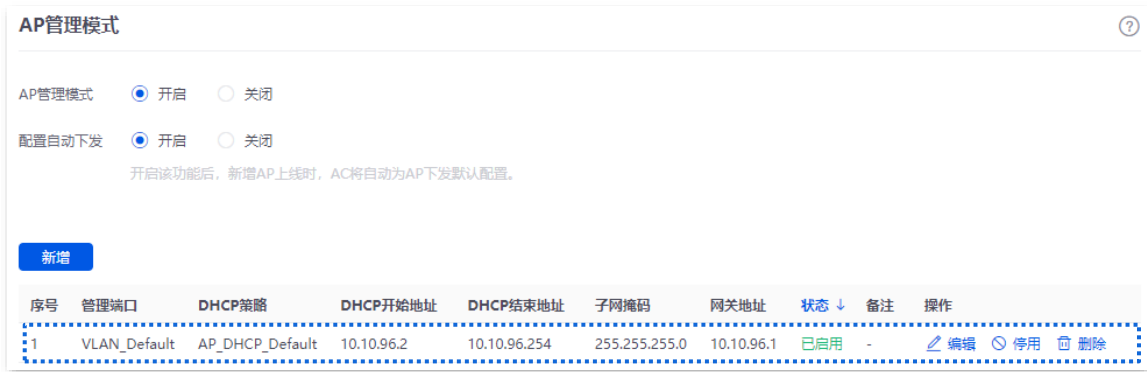 AP管理模式
AP管理模式 开启 关闭
配置自动下发 开启 关闭
开启该功能后，新增AP上线时，AC将自动为AP下发默认配置。
新增
序号 管理端口 DHCP策略 DHCP开始地址 DHCP结束地址 子网掩码 网关地址 状态 ↓ 备注 操作
1 VLAN_Default AP_DHCP_Default 10.10.96.2 10.10.96.254 255.255.255.0 10.10.96.1 已启用 - 编辑 停用 删除